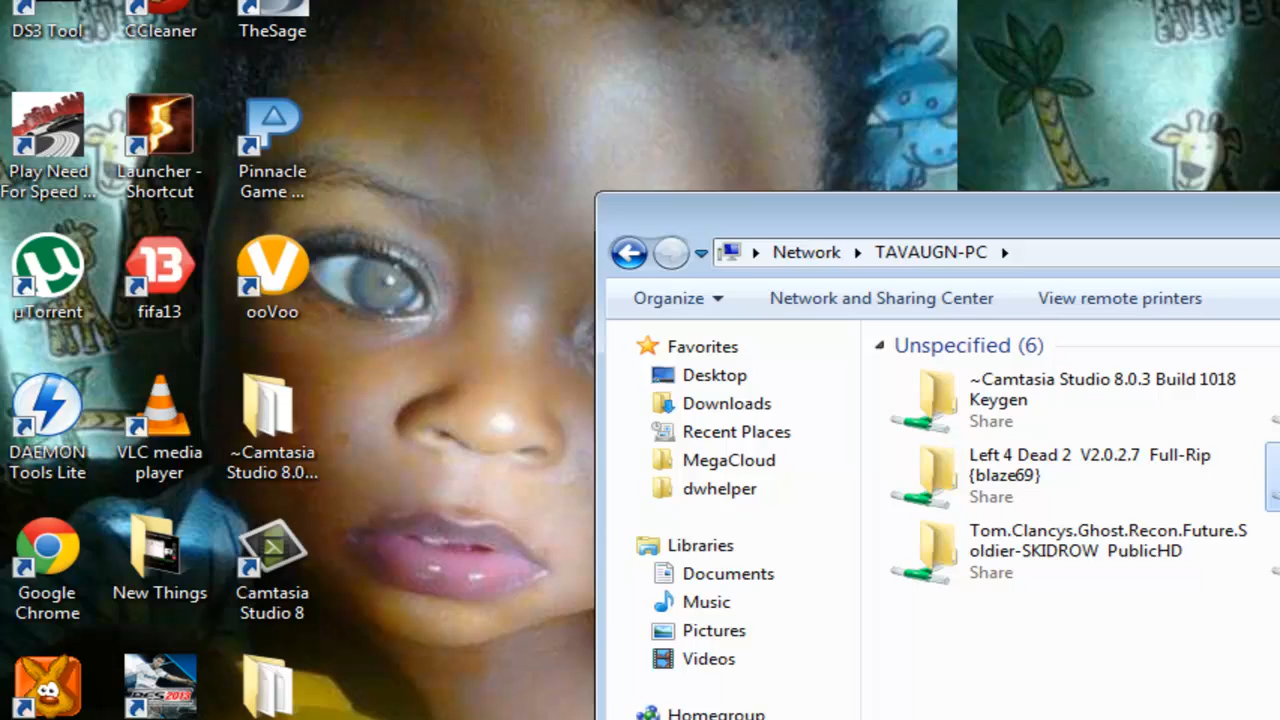 DS3 Tool
CCleaner
TheSage
Play Need
For Speed ...
Launcher -
Shortcut
Pinnacle
Game ...
µTorrent
13
fifa13
ooVoo
DAEMON
Tools Lite
VLC media
player
~Camtasia
Studio 8.0...
Google
Chrome
New Things
Camtasia
Studio 8
PES 2013
Network
TAVAUGN-PC
Organize
Network and Sharing Center
View remote printers
Favorites
Desktop
Downloads
Recent Places
MegaCloud
dwhelper
Libraries
Documents
Music
Pictures
Videos
Homegroup
Unspecified (6)
~Camtasia Studio 8.0.3 Build 1018
Keygen
Share
Left 4 Dead 2  V2.0.2.7  Full-Rip
{blaze69}
Share
Tom.Clancys.Ghost.Recon.Future.S
oldier-SKIDROW  PublicHD
Share